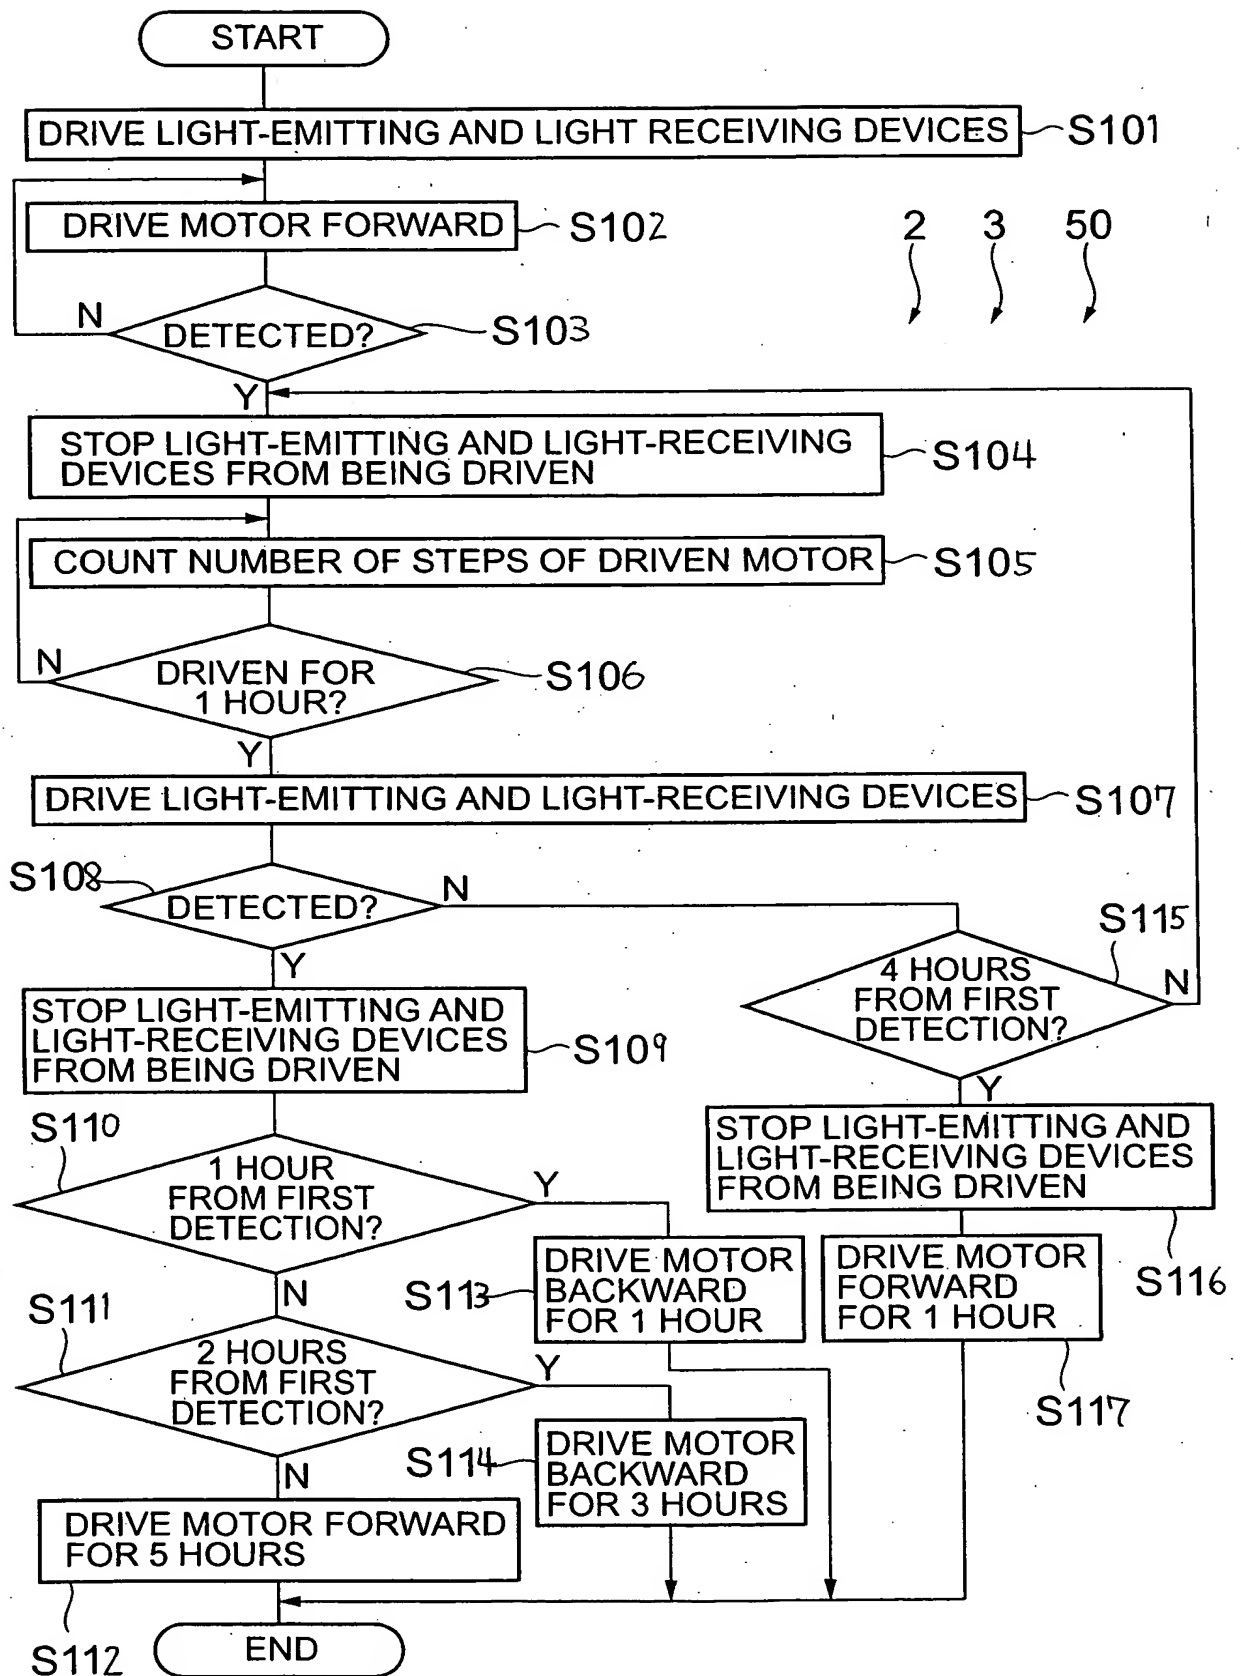 START
DRIVE LIGHT-EMITTING AND LIGHT RECEIVING DEVICES
S101
DRIVE MOTOR FORWARD
S102
2 3 50
N
DETECTED?
S103
Y
STOP LIGHT-EMITTING AND LIGHT-RECEIVING
DEVICES FROM BEING DRIVEN
S104
COUNT NUMBER OF STEPS OF DRIVEN MOTOR
S105
N
DRIVEN FOR
1 HOUR?
S106
Y
DRIVE LIGHT-EMITTING AND LIGHT-RECEIVING DEVICES
S107
S108
DETECTED?
N
Y
S115
4 HOURS
FROM FIRST
DETECTION?
N
Y
STOP LIGHT-EMITTING AND
LIGHT-RECEIVING DEVICES
FROM BEING DRIVEN
S109
STOP LIGHT-EMITTING AND
LIGHT-RECEIVING DEVICES
FROM BEING DRIVEN
S116
S110
1 HOUR
FROM FIRST
DETECTION?
Y
N
S113
DRIVE MOTOR
BACKWARD
FOR 1 HOUR
DRIVE MOTOR
FORWARD
FOR 1 HOUR
S117
S111
2 HOURS
FROM FIRST
DETECTION?
Y
N
S114
DRIVE MOTOR
BACKWARD
FOR 3 HOURS
DRIVE MOTOR FORWARD
FOR 5 HOURS
S112
END